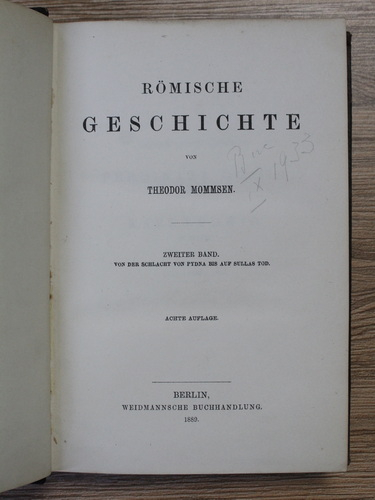 RÖMISCHE
GESCHICHTE
VON
1933
THEODOR MOMMSEN.
ZWEITER BAND.
VON DER SCHLACHT VON PYDNA BIS AUF SULLAS TOD.
ACHTE AUFLAGE.
BERLIN,
WEIDMANNSCHE BUCHHANDLUNG.
1889.